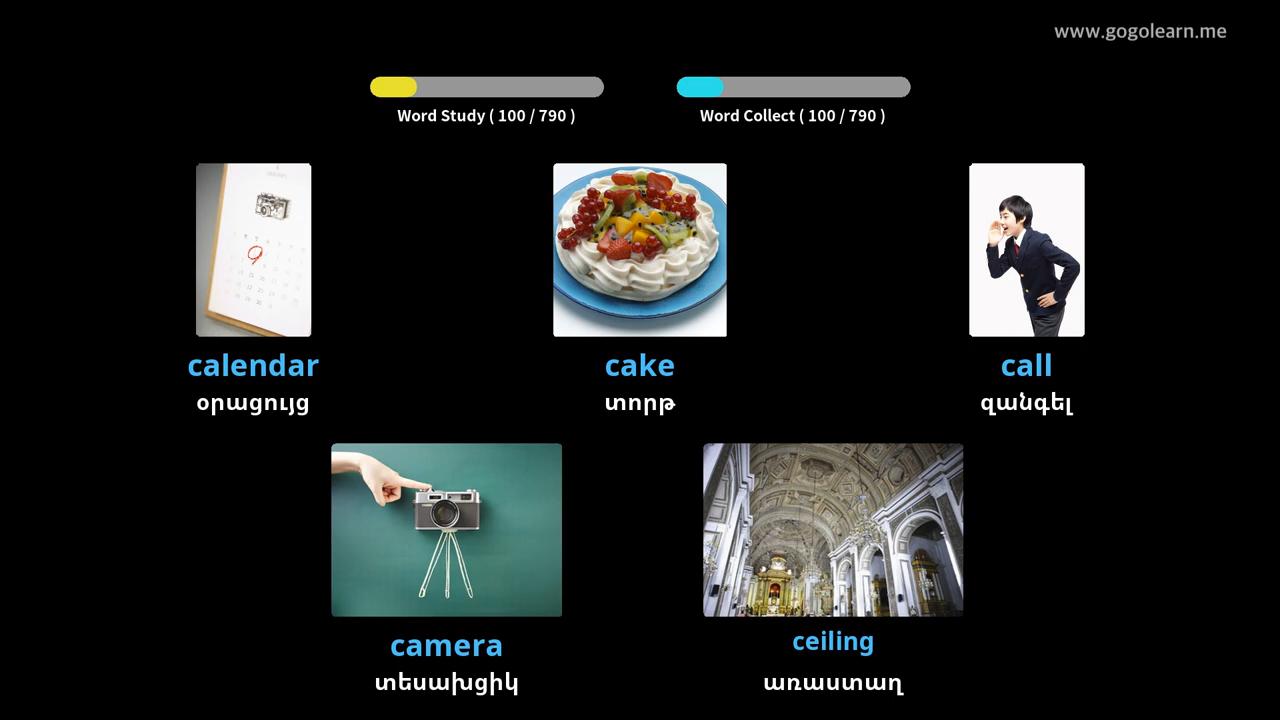 www.gogolearn.me
Word Study ( 100 / 790 )
Word Collect ( 100 / 790 )
calendar
օրացույց
cake
տորթ
call
զանգել
camera
տեսախցիկ
ceiling
առաստաղ